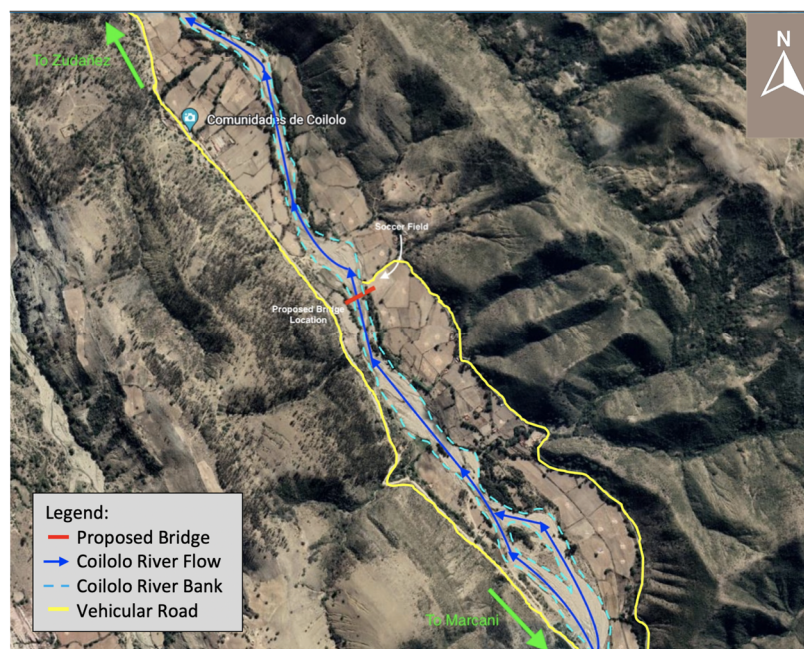 N
To Zudañez
Comunidades de Coilolo
Soccer Field
Proposed Bridge
Location
Legend:
Proposed Bridge
Coilolo River Flow
Coilolo River Bank
Vehicular Road
To Marcani